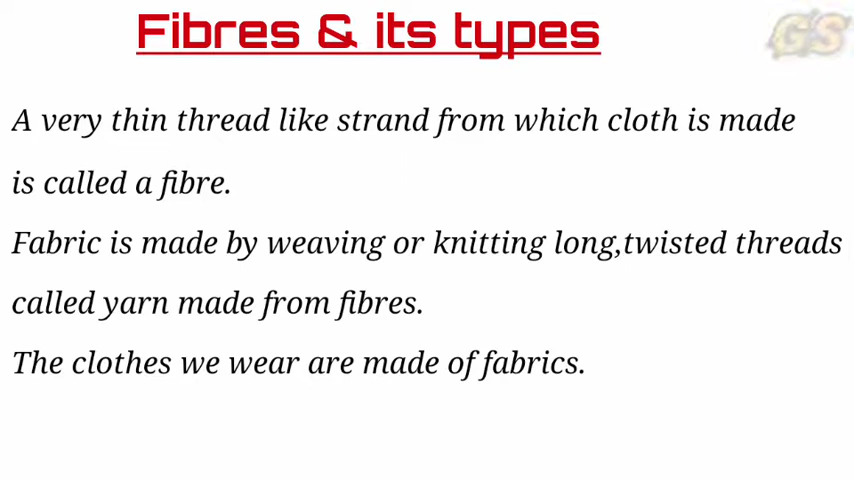 Fibres & its types
GS
A very thin thread like strand from which cloth is made
is called a fibre.
Fabric is made by weaving or knitting long,twisted threads
called yarn made from fibres.
The clothes we wear are made of fabrics.